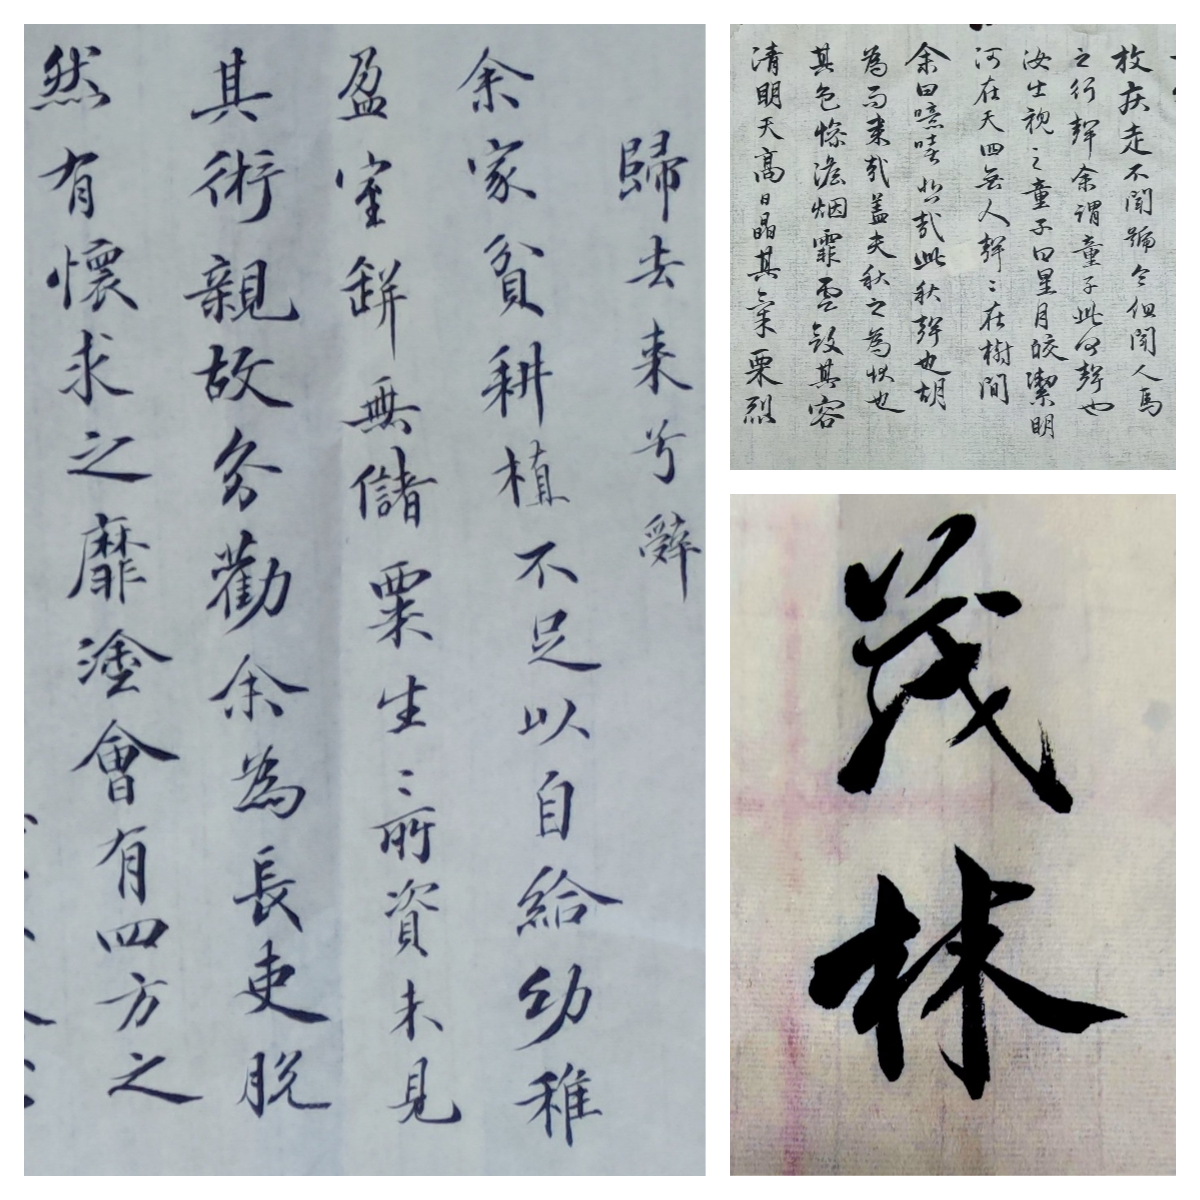 歸去来兮辤
余家貧耕植不足以自給幼稚
盈室缾無儲粟生〻所資未見
其術親故多勸余為長吏脱
然有懷求之靡塗會有四方之
枚疾走不聞號令但聞人馬
之行聲余謂童子此何聲也
汝出視之童子曰星月皎潔明
河在天四無人聲〻在樹間
余曰噫嘻悲哉此秋聲也胡
為而来哉盖夫秋之為状也
其色慘澹烟霏雲斂其容
清明天高日晶其氣栗烈
茂林